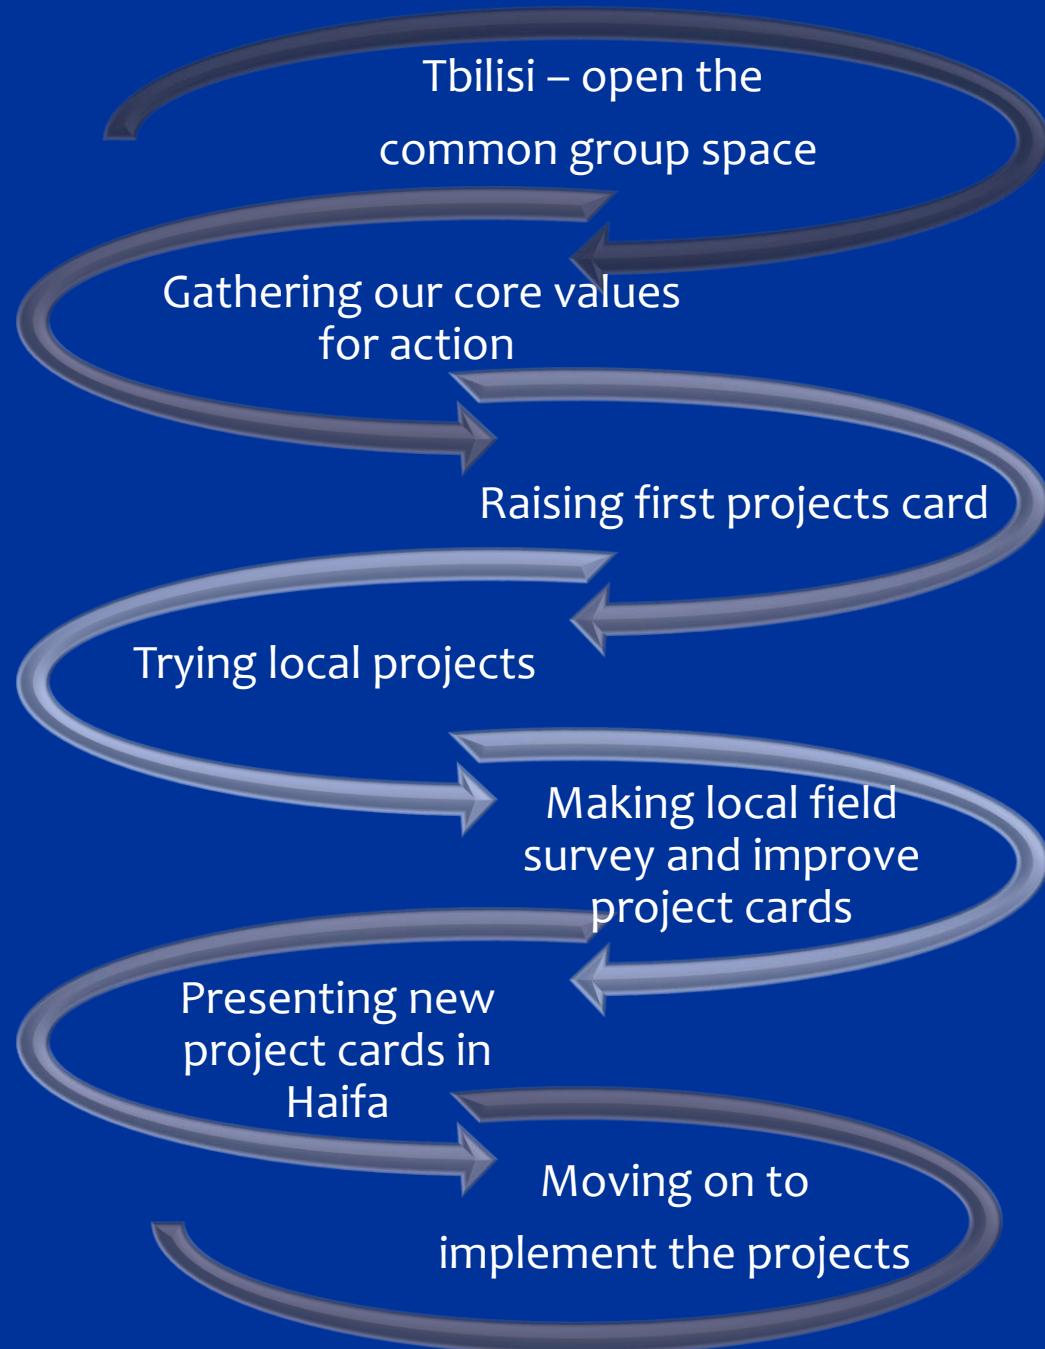 Tbilisi – open the
common group space
Gathering our core values
for action
Raising first projects card
Trying local projects
Making local field
survey and improve
project cards
Presenting new
project cards in
Haifa
Moving on to
implement the projects